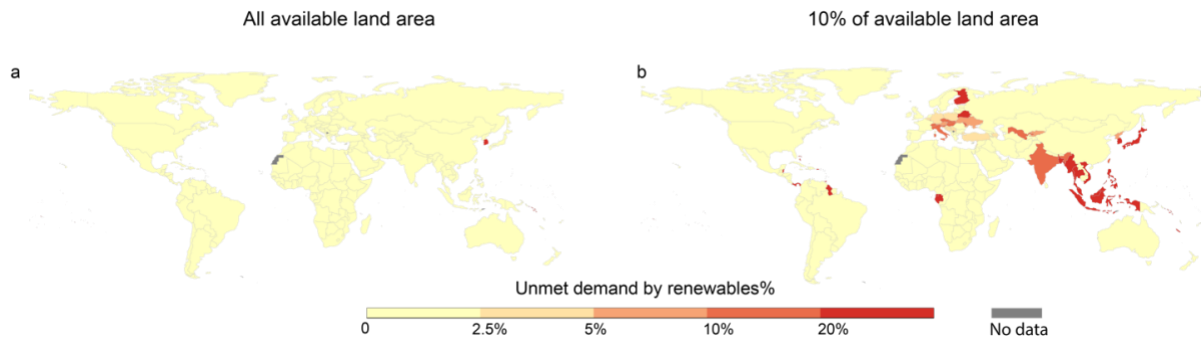 All available land area
10% of available land area
a
b
Unmet demand by renewables%
0
2.5%
5%
10%
20%
No data